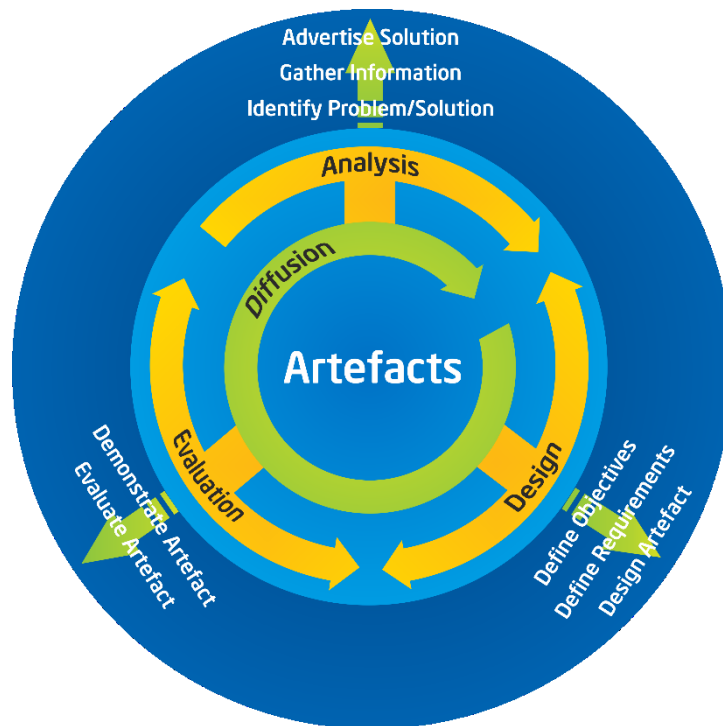 Advertise Solution
Gather Information
Identify Problem/Solution
Analysis
Diffusion
Artefacts
Evaluation
Design
Demonstrate Artefact
Evaluate Artefact
Define Objectives
Define Requirements
Design Artefact